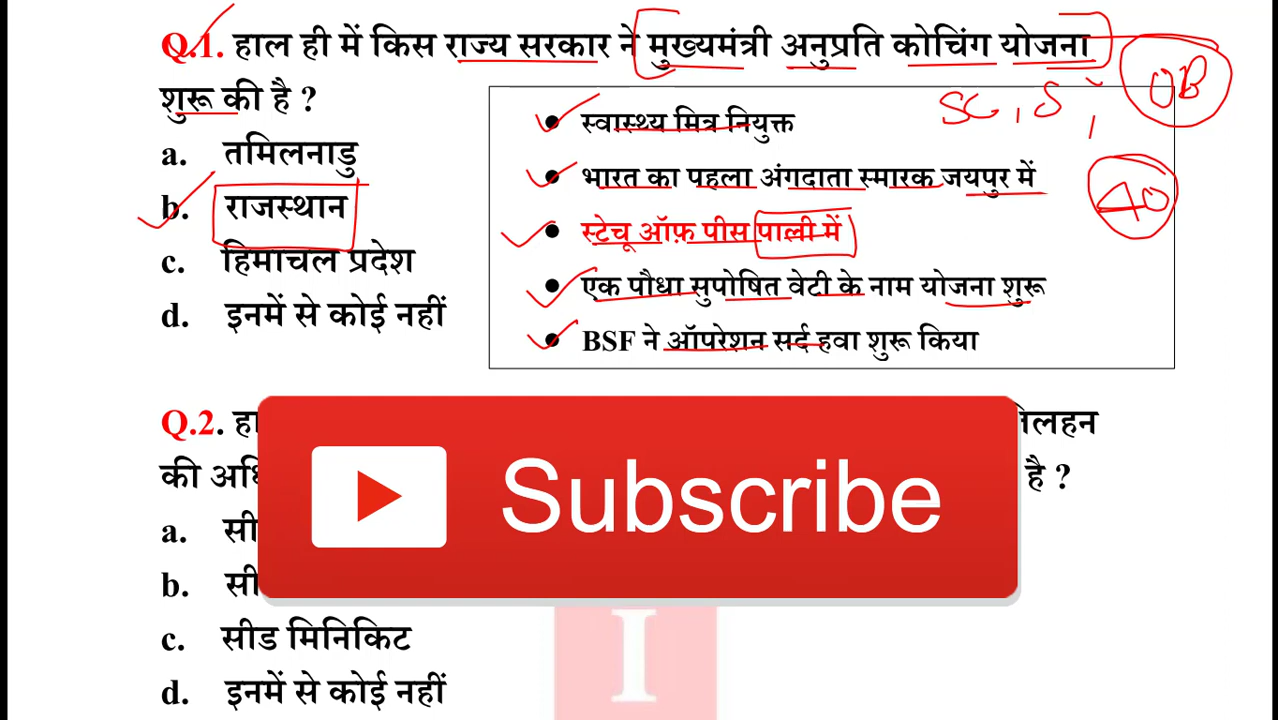 Q.1. हाल ही में किस राज्य सरकार ने मुख्यमंत्री अनुप्रति कोचिंग योजना
शुरू की है ?
a. तमिलनाडु
b. राजस्थान
c. हिमाचल प्रदेश
d. इनमें से कोई नहीं
SC, S
OB
स्वास्थ्य मित्र नियुक्त
भारत का पहला अंगदाता स्मारक जयपुर में
40
स्टेचू ऑफ़ पीस पाली में
एक पौधा सुपोषित वेटी के नाम योजना शुरू
BSF ने ऑपरेशन सर्द हवा शुरू किया
Q.2.
की
है ?
a.
b.
c. सीड मिनिकिट
d. इनमें से कोई नहीं
Subscribe
I